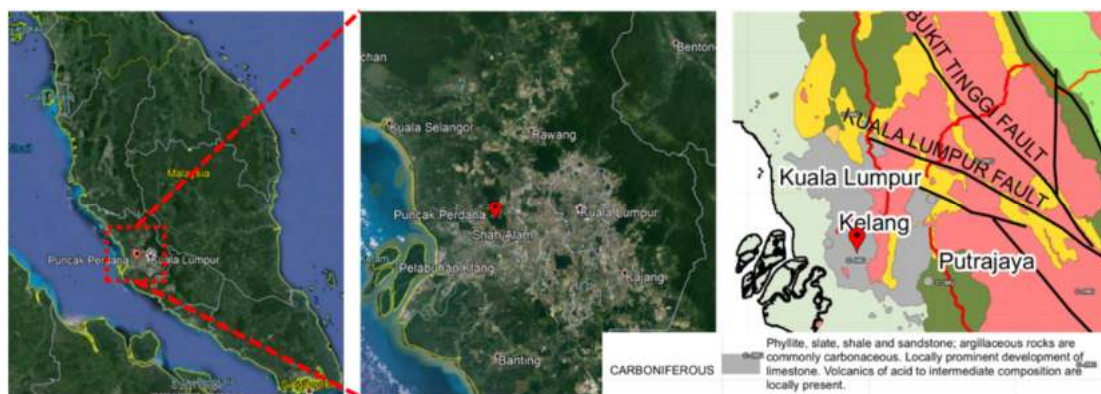 Malaysia
Puncak Perdana
Kuala Lumpur
Bentong
chan
Kuala Selangor
Rawang
Puncak Perdana
Kuala Lumpur
Shah Alam
Pelabuhan Klang
Kajang
Banting
BUKIT TINGGI FAULT
KUALA LUMPUR FAULT
Kuala Lumpur
Kelang
Putrajaya
CARBONIFEROUS
Phyllite, slate, shale and sandstone; argillaceous rocks are
commonly carbonaceous. Locally prominent development of
limestone. Volcanics of acid to intermediate composition are
locally present.